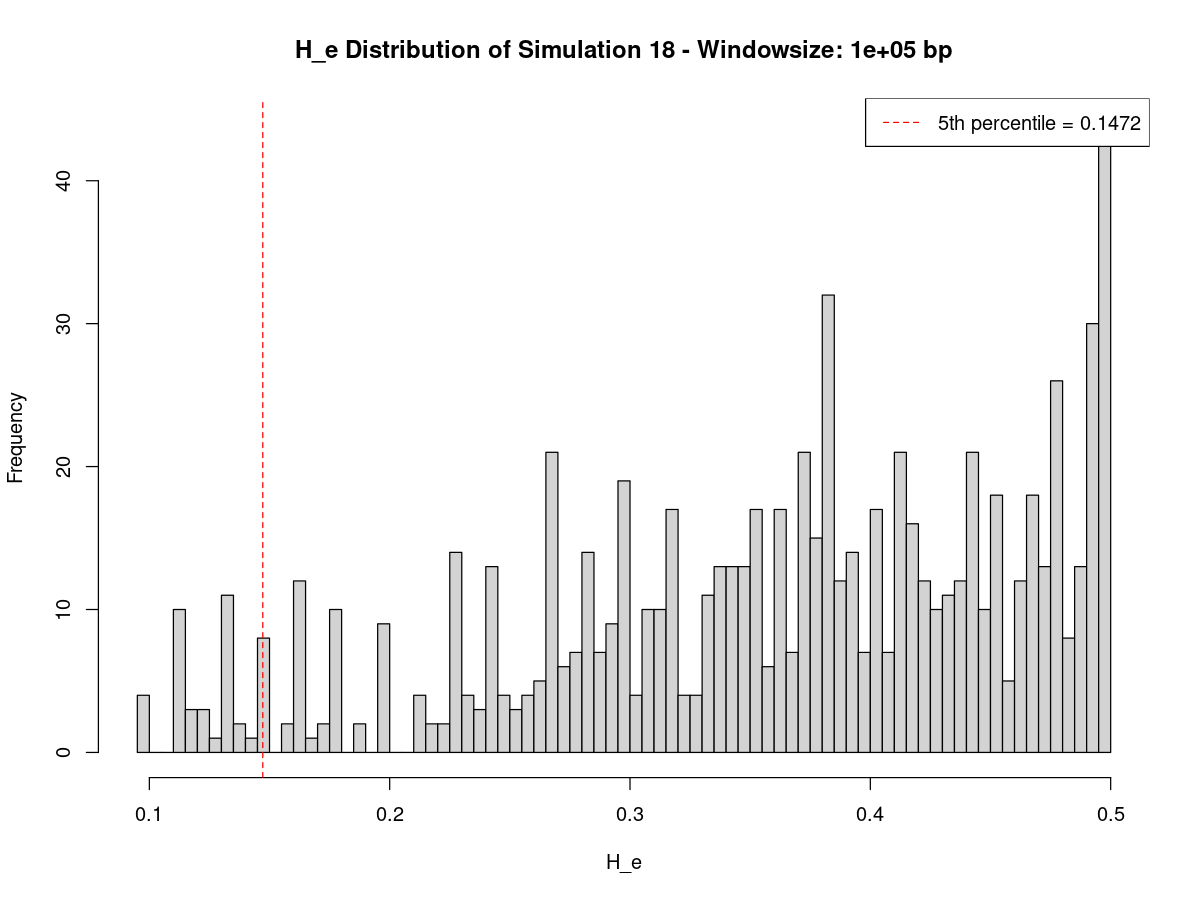 H_e Distribution of Simulation 18 - Windowsize: 1e+05 bp
5th percentile = 0.1472
Frequency
40
30
20
10
0
0.1 0.2 0.3 0.4 0.5
H_e